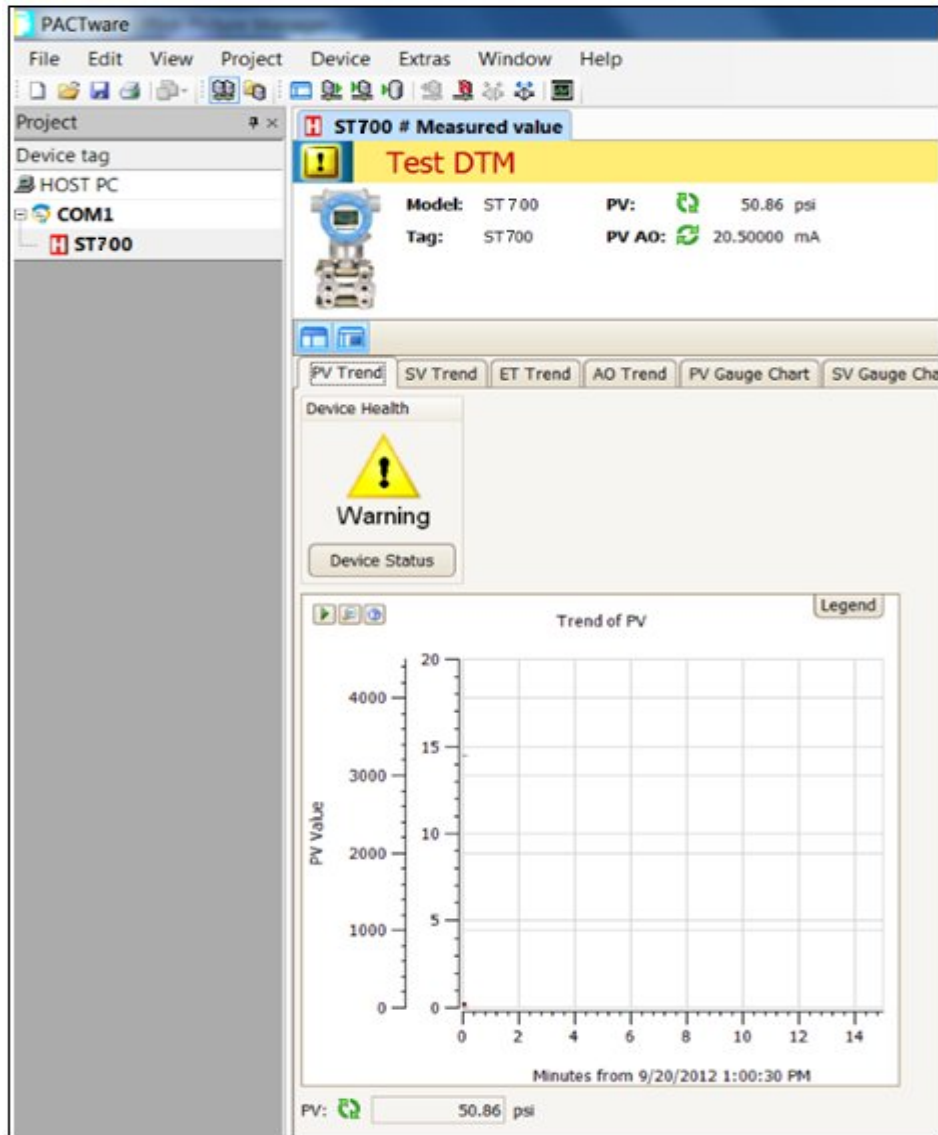 PACTware
File Edit View Project Device Extras Window Help
Project
Device tag
HOST PC
COM1
ST700
ST700 # Measured value
Test DTM
Model: ST700 PV: 50.86 psi
Tag: ST700 PV AO: 20.50000 mA
PV Trend SV Trend ET Trend AO Trend PV Gauge Chart SV Gauge Cha
Device Health
Warning
Device Status
Legend
Trend of PV
PV Value
4000
3000
2000
1000
0
20
15
10
5
0
0 2 4 6 8 10 12 14
Minutes from 9/20/2012 1:00:30 PM
PV: 50.86 psi